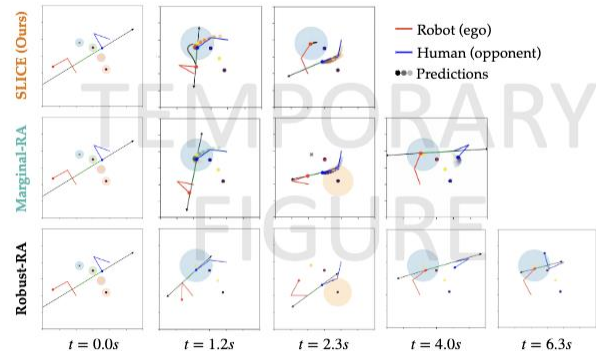 SLICE (Ours)
Robot (ego)
Human (opponent)
Predictions
TEMPORARY
FIGURE
Marginal-RA
Robust-RA
t = 0.0s
t = 1.2s
t = 2.3s
t = 4.0s
t = 6.3s